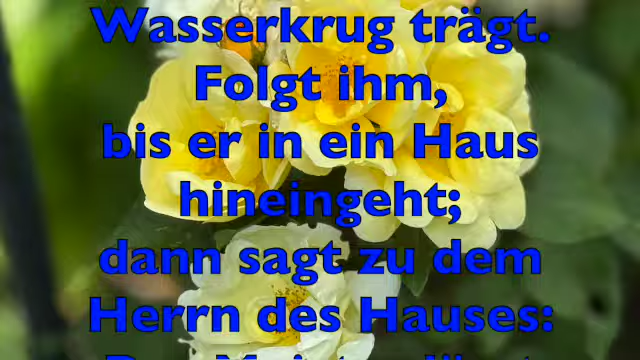 Wasserkrug trägt.
Folgt ihm,
bis er in ein Haus
hineingeht;
dann sagt zu dem
Herrn des Hauses: